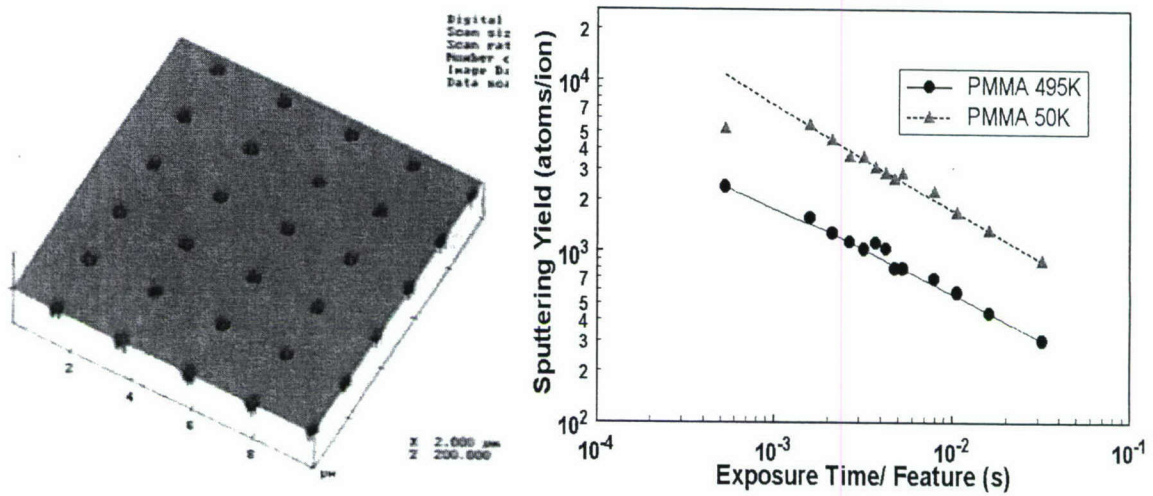 Digital
Scan siz
Scan rat
Number c
Image Da
Data
2
4
6
8
μm
X 2.000 μm
Z 200.000
Sputtering Yield (atoms/ion)
2
10⁴
7
5
4
3
2
10³
7
5
4
3
2
10²
10⁻⁴
10⁻³
10⁻²
10⁻¹
Exposure Time/ Feature (s)
PMMA 495K
PMMA 50K